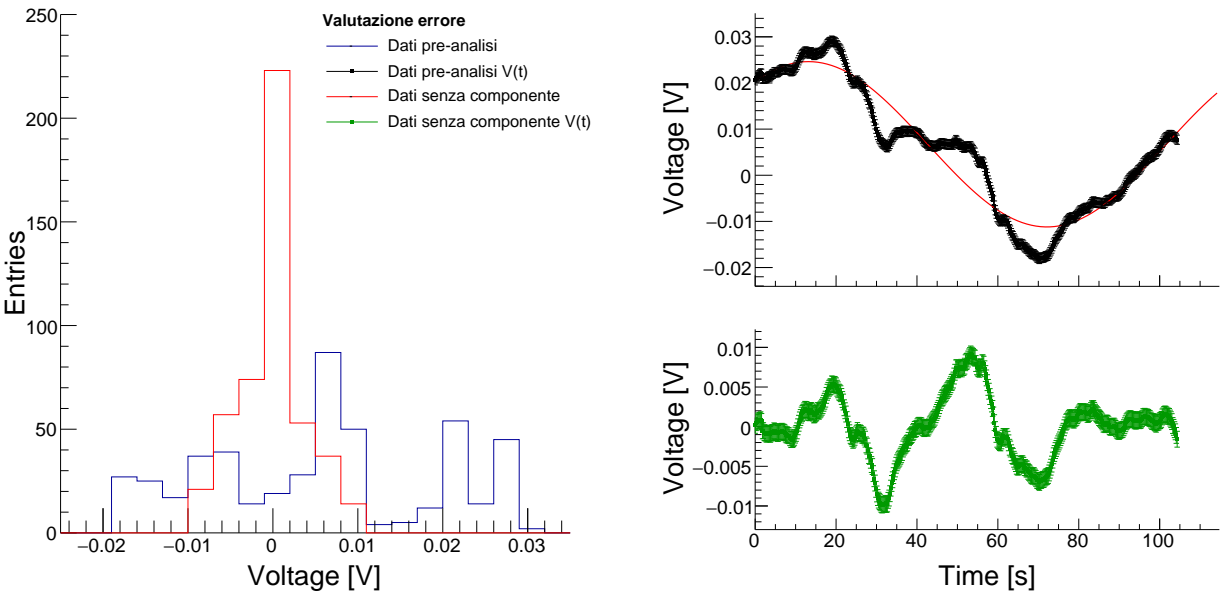 250
200
150
100
50
0
Entries
−0.02
−0.01
0
0.01
0.02
0.03
Voltage [V]
Valutazione errore
Dati pre-analisi
Dati pre-analisi V(t)
Dati senza componente
Dati senza componente V(t)
0.03
0.02
0.01
0
−0.01
−0.02
Voltage [V]
0.01
0.005
0
−0.005
−0.01
Voltage [V]
0
20
40
60
80
100
Time [s]